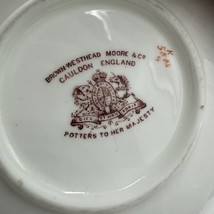 BROWN-WESTHEAD MOORE & Co
CAULDON ENGLAND
POTTERS TO HER MAJESTY